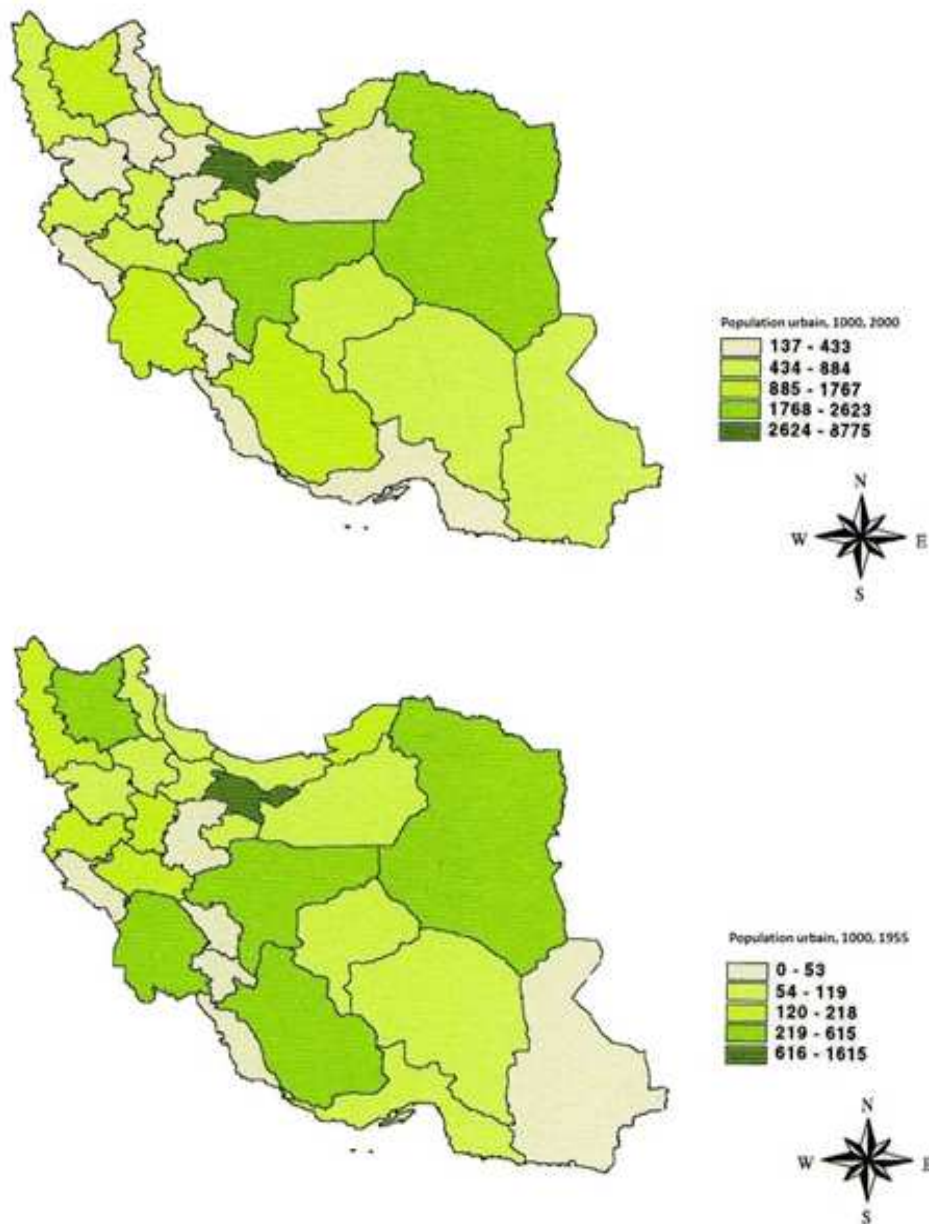 Population urbain, 1000, 2000
137 - 433
434 - 884
885 - 1767
1768 - 2623
2624 - 8775
N
W E
S
Population urbain, 1000, 1955
0 - 53
54 - 119
120 - 218
219 - 615
616 - 1615
N
W E
S